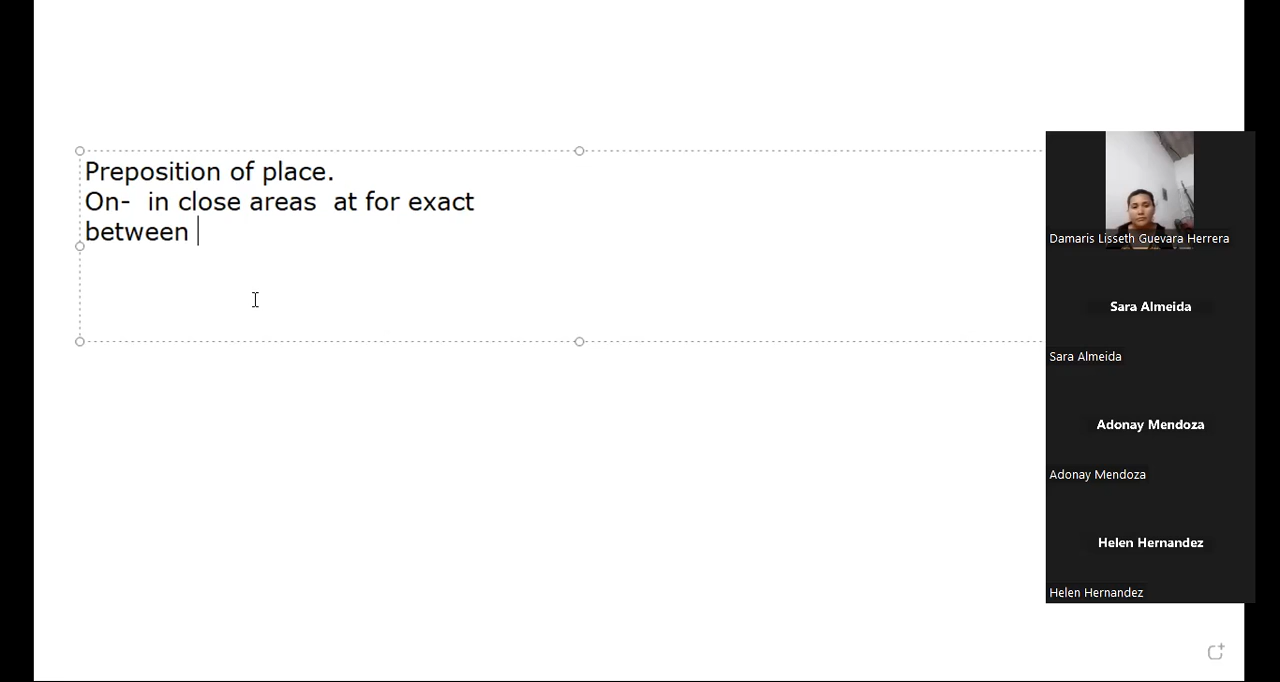 Preposition of place.
On-  in close areas  at for exact
between
Damaris Lisseth Guevara Herrera
Sara Almeida
Sara Almeida
Adonay Mendoza
Adonay Mendoza
Helen Hernandez
Helen Hernandez